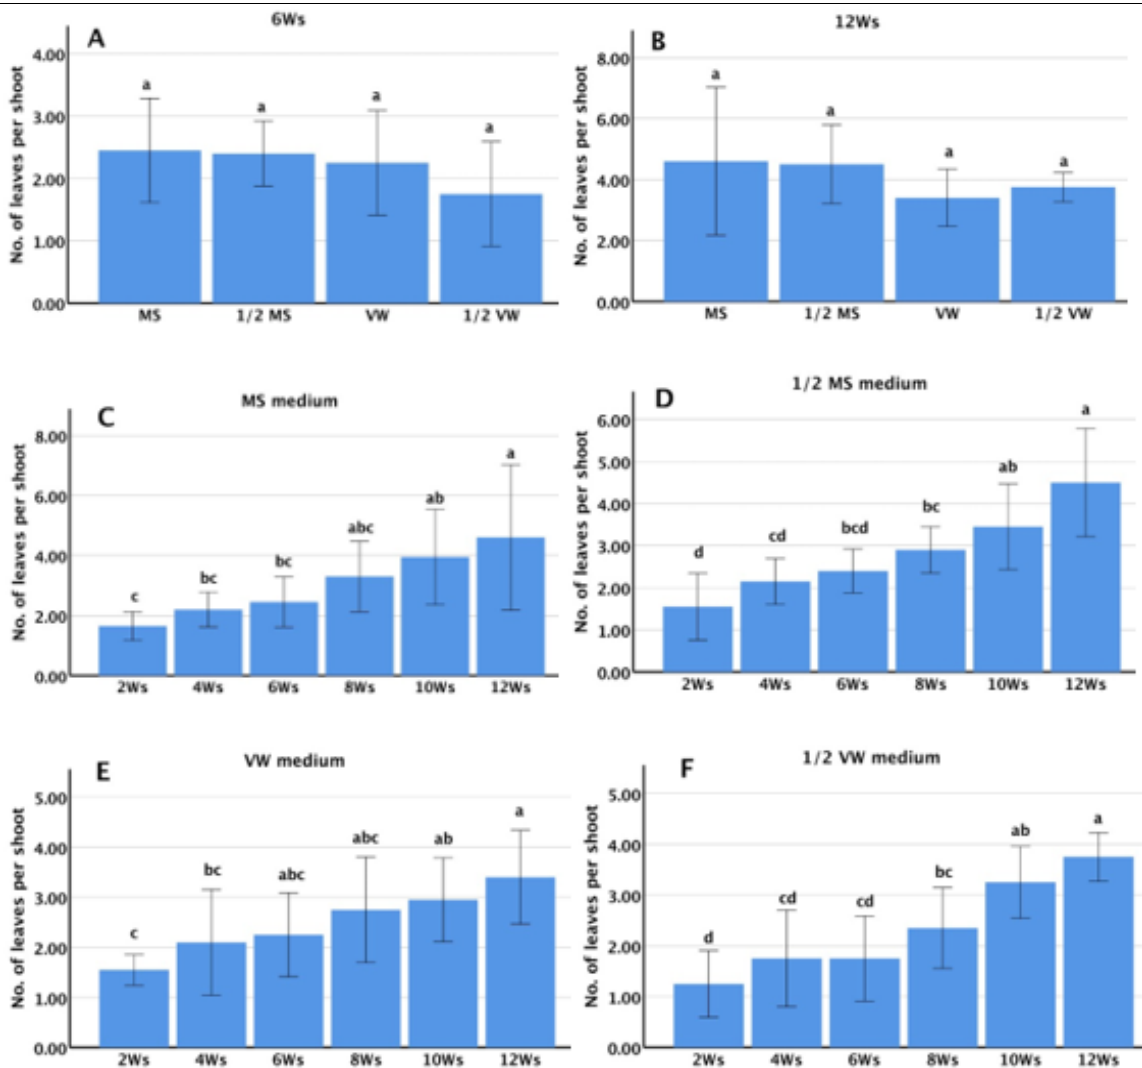 6Ws
A
No. of leaves per shoot
4.00
3.00
2.00
1.00
0.00
a
a
a
a
MS
1/2 MS
VW
1/2 VW
12Ws
B
No. of leaves per shoot
8.00
6.00
4.00
2.00
0.00
a
a
a
a
MS
1/2 MS
VW
1/2 VW
MS medium
C
No. of leaves per shoot
8.00
6.00
4.00
2.00
0.00
c
bc
bc
abc
ab
a
2Ws
4Ws
6Ws
8Ws
10Ws
12Ws
1/2 MS medium
D
No. of leaves per shoot
6.00
5.00
4.00
3.00
2.00
1.00
0.00
d
cd
bcd
bc
ab
a
2Ws
4Ws
6Ws
8Ws
10Ws
12Ws
VW medium
E
No. of leaves per shoot
5.00
4.00
3.00
2.00
1.00
0.00
c
bc
abc
abc
ab
a
2Ws
4Ws
6Ws
8Ws
10Ws
12Ws
1/2 VW medium
F
No. of leaves per shoot
5.00
4.00
3.00
2.00
1.00
0.00
d
cd
cd
bc
ab
a
2Ws
4Ws
6Ws
8Ws
10Ws
12Ws